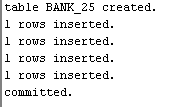 table BANK_25 created.
1 rows inserted.
1 rows inserted.
1 rows inserted.
1 rows inserted.
committed.